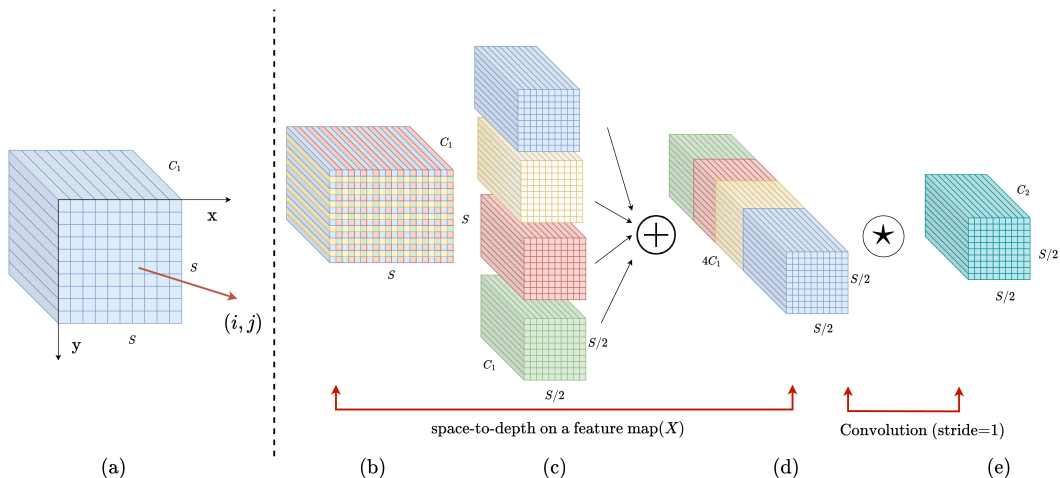 C₁
x
S
(i, j)
S
y
C₁
S
S
C₁
S/2
S/2
4C₁
S/2
S/2
C₂
S/2
S/2
space-to-depth on a feature map(X)
Convolution (stride=1)
(a)
(b)
(c)
(d)
(e)